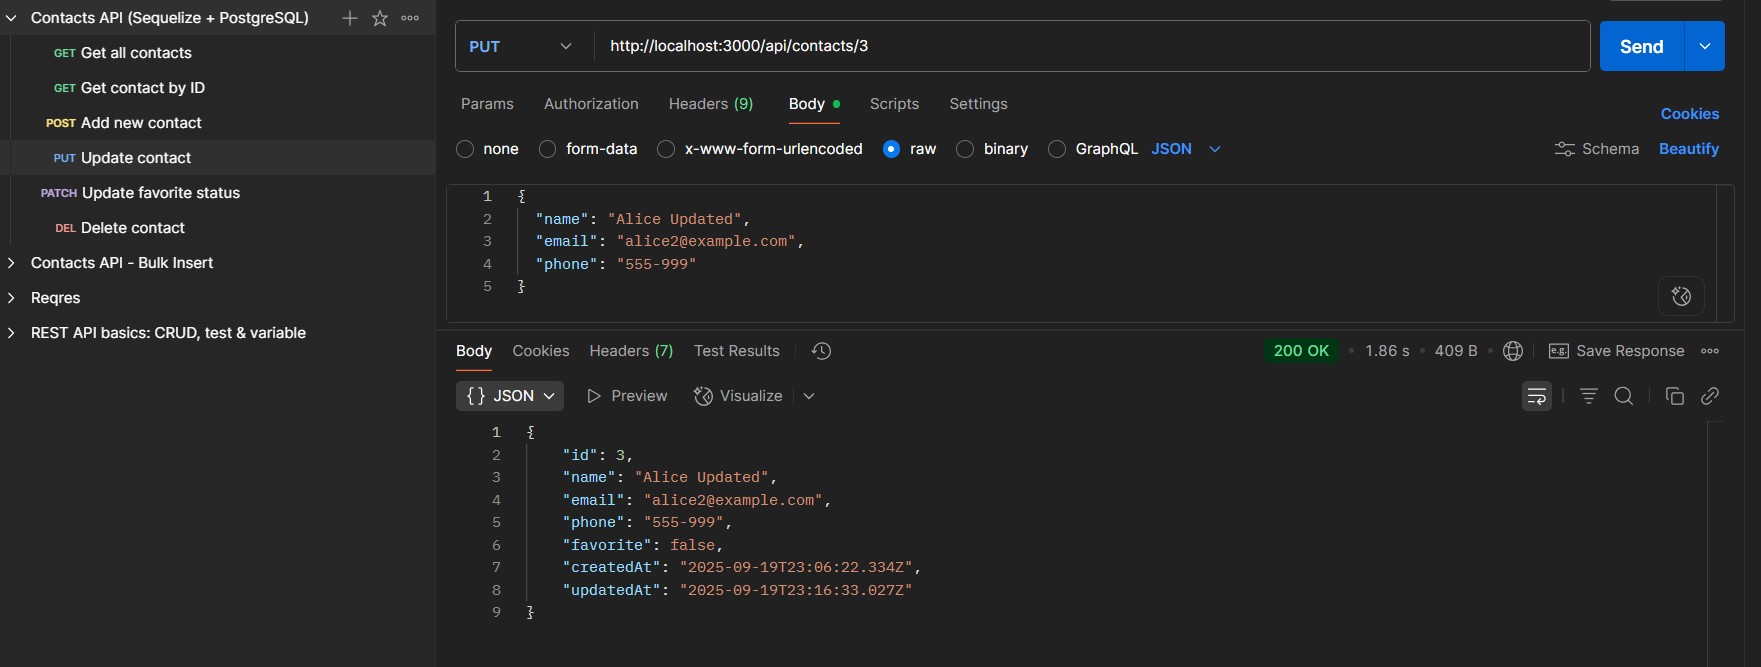 Contacts API (Sequelize + PostgreSQL)
GET Get all contacts
GET Get contact by ID
POST Add new contact
PUT Update contact
PATCH Update favorite status
DEL Delete contact
Contacts API - Bulk Insert
Reqres
REST API basics: CRUD, test & variable
PUT http://localhost:3000/api/contacts/3 Send
Params Authorization Headers (9) Body Scripts Settings Cookies
none form-data x-www-form-urlencoded raw binary GraphQL JSON Schema Beautify
1 {
2 "name": "Alice Updated",
3 "email": "alice2@example.com",
4 "phone": "555-999"
5 }
Body Cookies Headers (7) Test Results 200 OK • 1.86 s • 409 B • e.g. Save Response
{} JSON Preview Visualize
1 {
2 "id": 3,
3 "name": "Alice Updated",
4 "email": "alice2@example.com",
5 "phone": "555-999",
6 "favorite": false,
7 "createdAt": "2025-09-19T23:06:22.334Z",
8 "updatedAt": "2025-09-19T23:16:33.027Z"
9 }